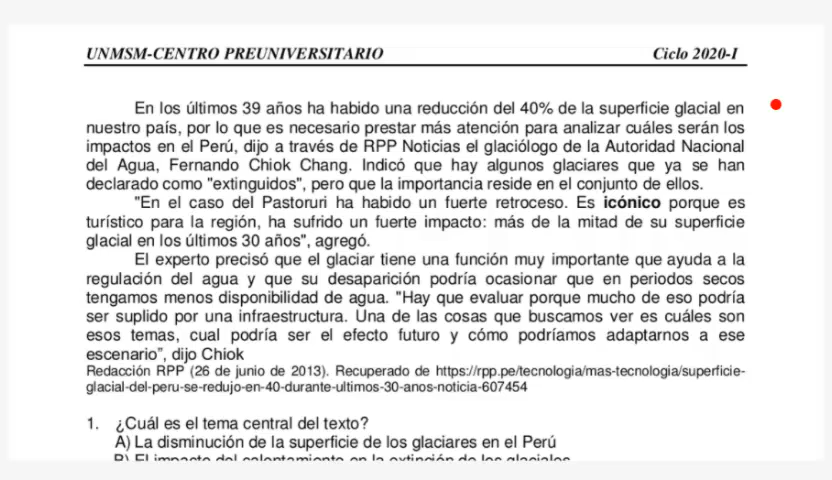 UNMSM-CENTRO PREUNIVERSITARIO Ciclo 2020-I
En los últimos 39 años ha habido una reducción del 40% de la superficie glacial en
nuestro país, por lo que es necesario prestar más atención para analizar cuáles serán los
impactos en el Perú, dijo a través de RPP Noticias el glaciólogo de la Autoridad Nacional
del Agua, Fernando Chiok Chang. Indicó que hay algunos glaciares que ya se han
declarado como "extinguidos", pero que la importancia reside en el conjunto de ellos.
"En el caso del Pastoruri ha habido un fuerte retroceso. Es icónico porque es
turístico para la región, ha sufrido un fuerte impacto: más de la mitad de su superficie
glacial en los últimos 30 años", agregó.
El experto precisó que el glaciar tiene una función muy importante que ayuda a la
regulación del agua y que su desaparición podría ocasionar que en periodos secos
tengamos menos disponibilidad de agua. "Hay que evaluar porque mucho de eso podría
ser suplido por una infraestructura. Una de las cosas que buscamos ver es cuáles son
esos temas, cual podría ser el efecto futuro y cómo podríamos adaptarnos a ese
escenario”, dijo Chiok
Redacción RPP (26 de junio de 2013). Recuperado de https://rpp.pe/tecnologia/mas-tecnologia/superficie-
glacial-del-peru-se-redujo-en-40-durante-ultimos-30-anos-noticia-607454
1. ¿Cuál es el tema central del texto?
A) La disminución de la superficie de los glaciares en el Perú
B) El impacto del calentamiento en la extinción de los glaciales